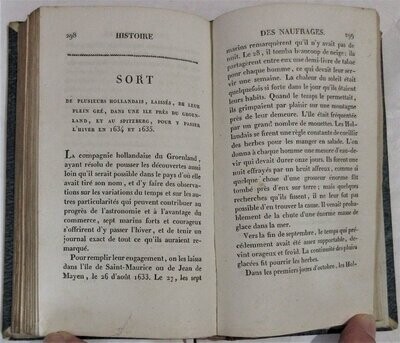 298 HISTOIRE
SORT
DE PLUSIEURS HOLLANDAIS, LAISSÉS, DE LEUR
PLEIN GRÉ, DANS UNE ILE PRÈS DU GROEN-
LAND, ET AU SPITZBERG, POUR Y PASSER
L'HIVER EN 1634 ET 1635.
La compagnie hollandaise du Groenland,
ayant résolu de pousser les découvertes aussi
loin qu'il serait possible dans le pays d'où elle
avait tiré son nom, et d'y faire des observa-
tions sur les variations du temps et sur les au-
tres particularités qui pouvaient contribuer au
progrès de l'astronomie et à l'avantage du
commerce, sept marins forts et courageux
s'offrirent d'y passer l'hiver, et de tenir un
journal exact de tout ce qu'ils auraient re-
marqué.
Pour remplir leur engagement, on les laissa
dans l'île de Saint-Maurice ou de Jean de
Mayen, le 26 d'août 1633. Le 27, les sept
DES NAUFRAGES. 299
marins remarquèrent qu'il n'y avait pas de
nuit. Le 28, il tomba beaucoup de neige; ils
partagèrent entre eux une demi-livre de tabac
pour chaque homme, ce qui devait leur ser-
vir une semaine. La chaleur du soleil était
quelquefois si forte dans le jour, qu'ils étaient
leurs habits. Quand le temps le permettait,
ils grimpaient par plaisir sur une montagne
près de leur demeure. L'île était fréquentée
par un grand nombre de mouettes. Les Hol-
landais se firent une règle constante de cueillir
des herbes pour les manger en salade. L'on
donna à chaque homme une mesure d'eau-de-
vie qui devait durer onze jours. Ils furent une
nuit effrayés par un bruit affreux, comme si
quelque chose d'une grosseur énorme fût
tombé près d'eux sur terre; mais quelques
recherches qu'ils fissent, il ne leur fut pas
possible d'en trouver la cause. Il était proba-
blement de la chute d'une énorme masse de
glace dans la mer.
Vers la fin de septembre, le temps qui pré-
cédemment avait été assez supportable, de-
vint orageux et froid. La continuité des pluies
glacées fit pourrir les herbes.
Dans les premiers jours d'octobre, les Hol-